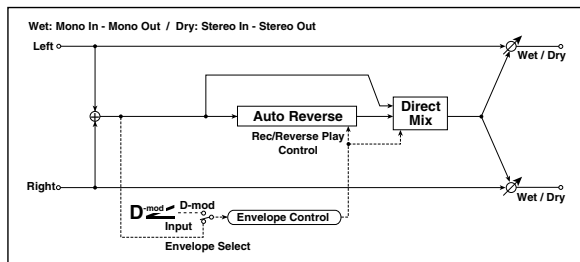 Wet: Mono In - Mono Out / Dry: Stereo In - Stereo Out
Left
Wet / Dry
Auto Reverse
Direct
Mix
Rec/Reverse Play
Control
Right
Wet / Dry
D-mod
D-mod
Input
Envelope Control
Envelope Select